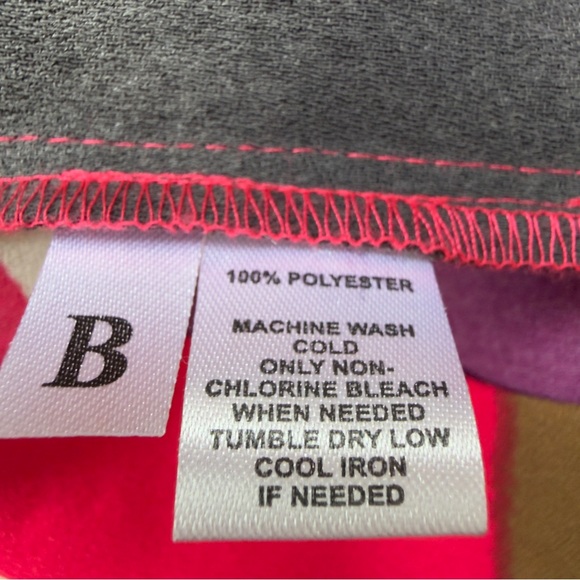 B
100% POLYESTER
MACHINE WASH
COLD
ONLY NON-
CHLORINE BLEACH
WHEN NEEDED
TUMBLE DRY LOW
COOL IRON
IF NEEDED